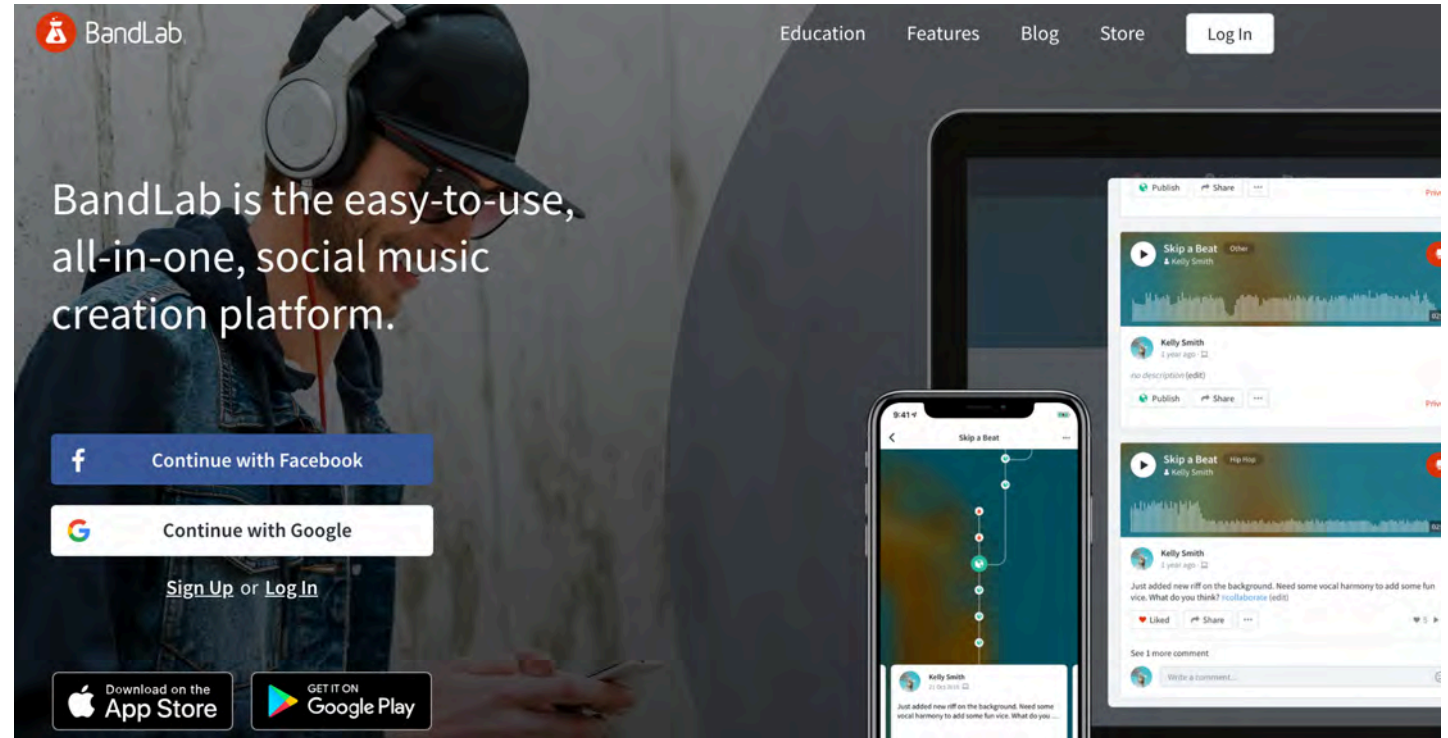 BandLab
Education Features Blog Store Log In
BandLab is the easy-to-use,
all-in-one, social music
creation platform.
Continue with Facebook
Continue with Google
Sign Up or Log In
Download on the
App Store
GET IT ON
Google Play
9:41
Skip a Beat
Kelly Smith
Just added new riff on the background. Need some
vocal harmony to add some fun vice. What do you ...
Publish Share
Skip a Beat Other
Kelly Smith
Kelly Smith
1 year ago
no description (edit)
Publish Share
Skip a Beat Hip Hop
Kelly Smith
Kelly Smith
1 year ago
Just added new riff on the background. Need some vocal harmony to add some fun
vice. What do you think? #collaborate (edit)
Liked Share
5
See 1 more comment
Write a comment...